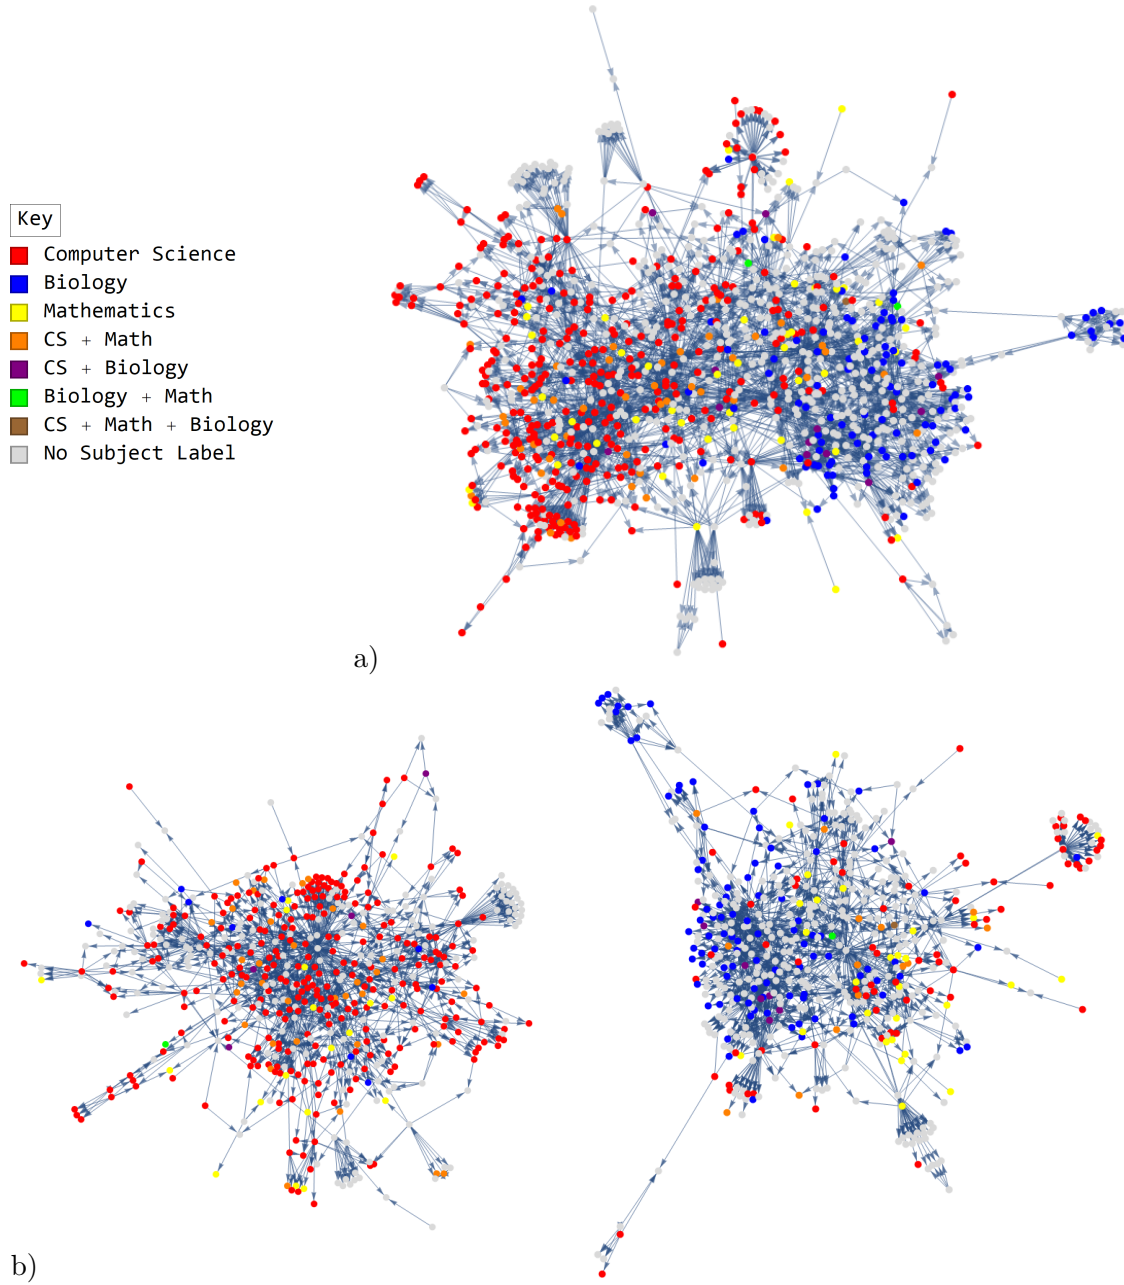 Key
Computer Science
Biology
Mathematics
CS + Math
CS + Biology
Biology + Math
CS + Math + Biology
No Subject Label
a)
b)